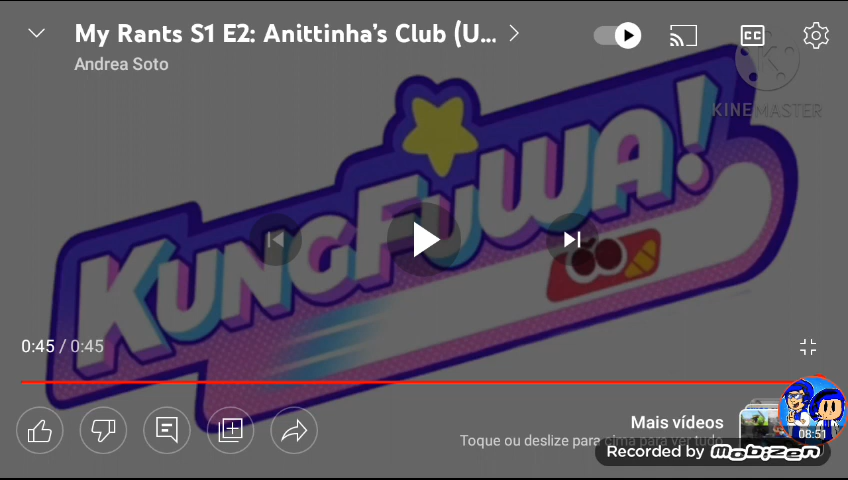 My Rants S1 E2: Anittinha's Club (U...
Andrea Soto
CC
KINEMASTER
KUNGFUWA!
0:45 / 0:45
Mais vídeos
Toque ou deslize para cima para ver tudo
08:51
Recorded by Mobizen